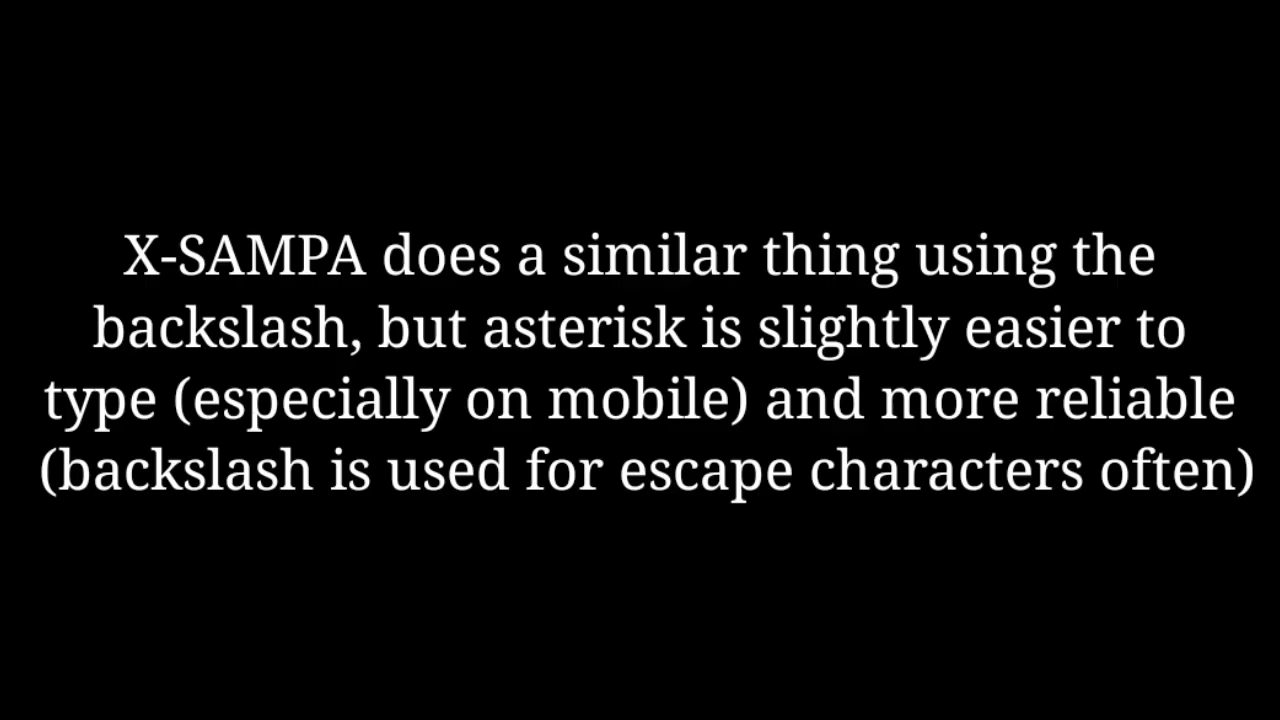 X-SAMPA does a similar thing using the
backslash, but asterisk is slightly easier to
type (especially on mobile) and more reliable
(backslash is used for escape characters often)